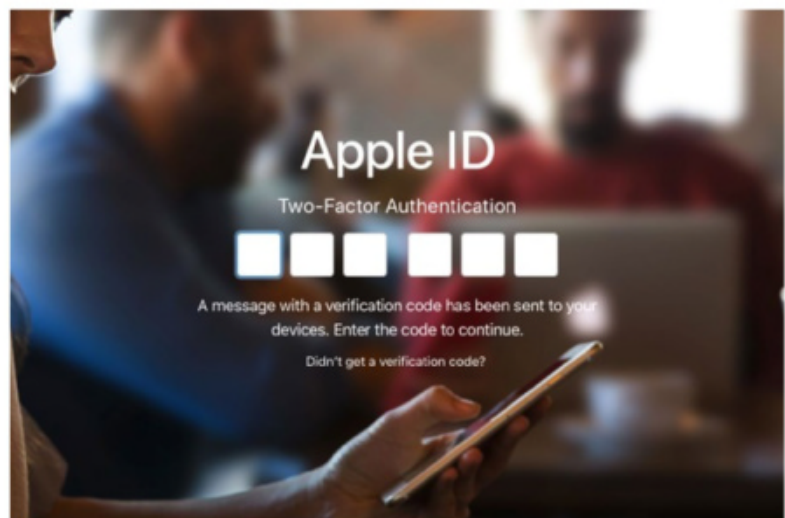 Apple ID
Two-Factor Authentication
A message with a verification code has been sent to your
devices. Enter the code to continue.
Didn't get a verification code?